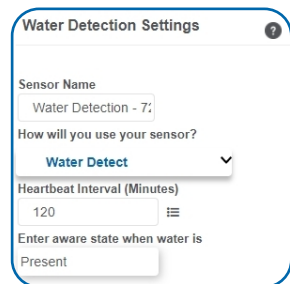 Water Detection Settings
?
Sensor Name
Water Detection - 72
How will you use your sensor?
Water Detect
Heartbeat Interval (Minutes)
120
Enter aware state when water is
Present